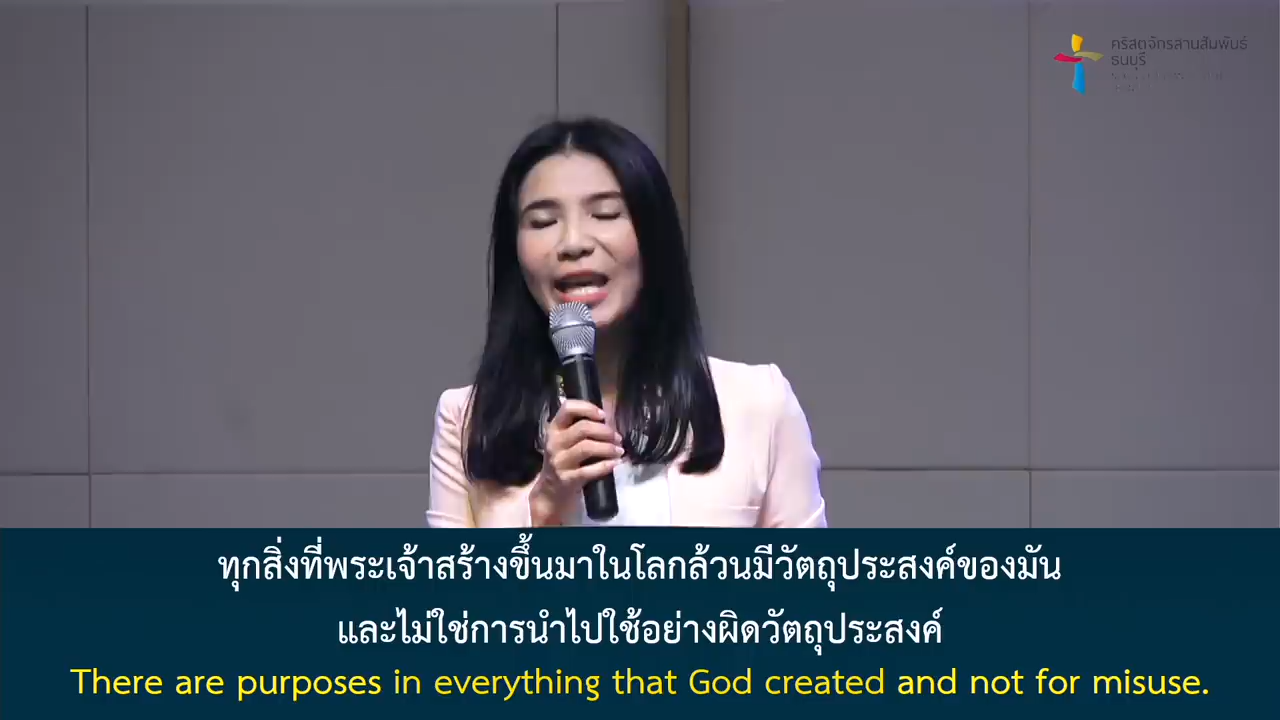 คริสตจักรสานสัมพันธ์
ธนบุรี
ทุกสิ่งที่พระเจ้าสร้างขึ้นมาในโลกล้วนมีวัตถุประสงค์ของมัน
และไม่ใช่การนำไปใช้อย่างผิดวัตถุประสงค์
There are purposes in everything that God created and not for misuse.